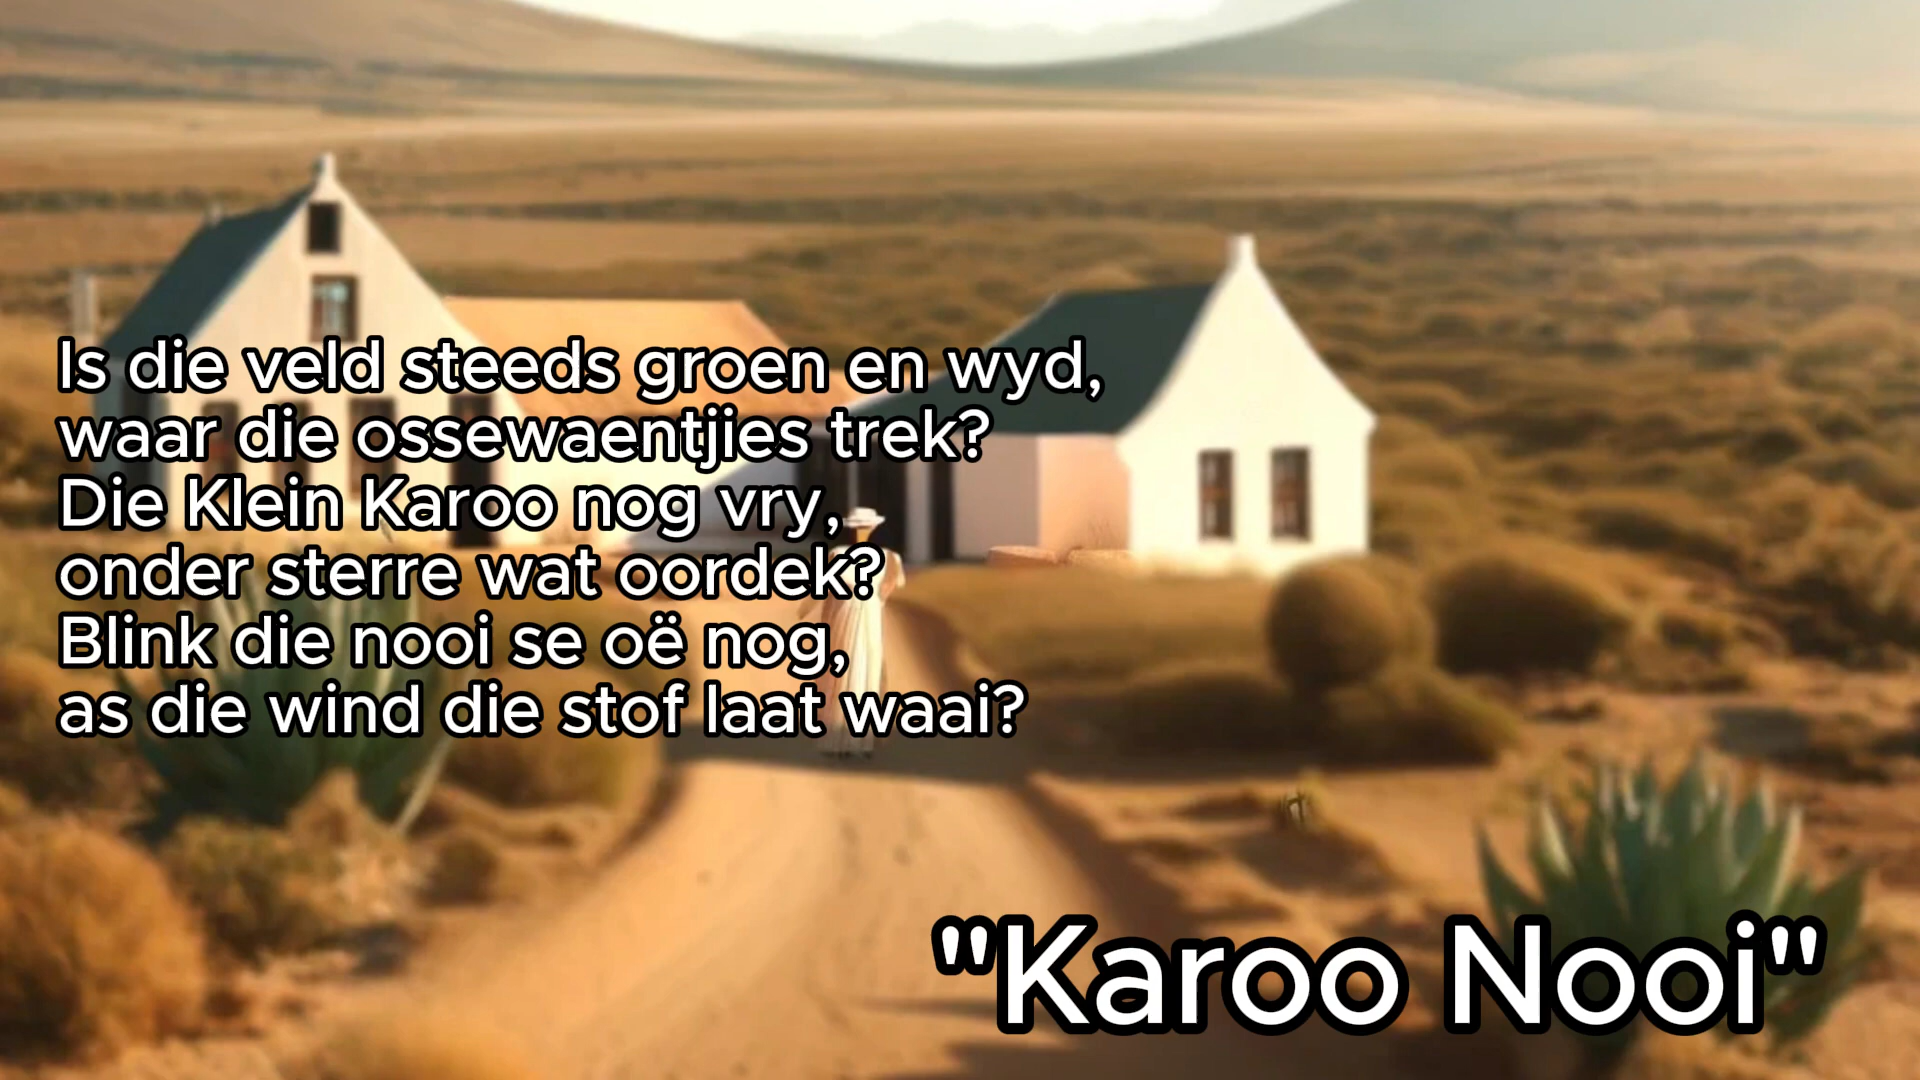 Is die veld steeds groen en wyd,
waar die ossewaentjies trek?
Die Klein Karoo nog vry,
onder sterre wat oordek?
Blink die nooi se oë nog,
as die wind die stof laat waai?
"Karoo Nooi"